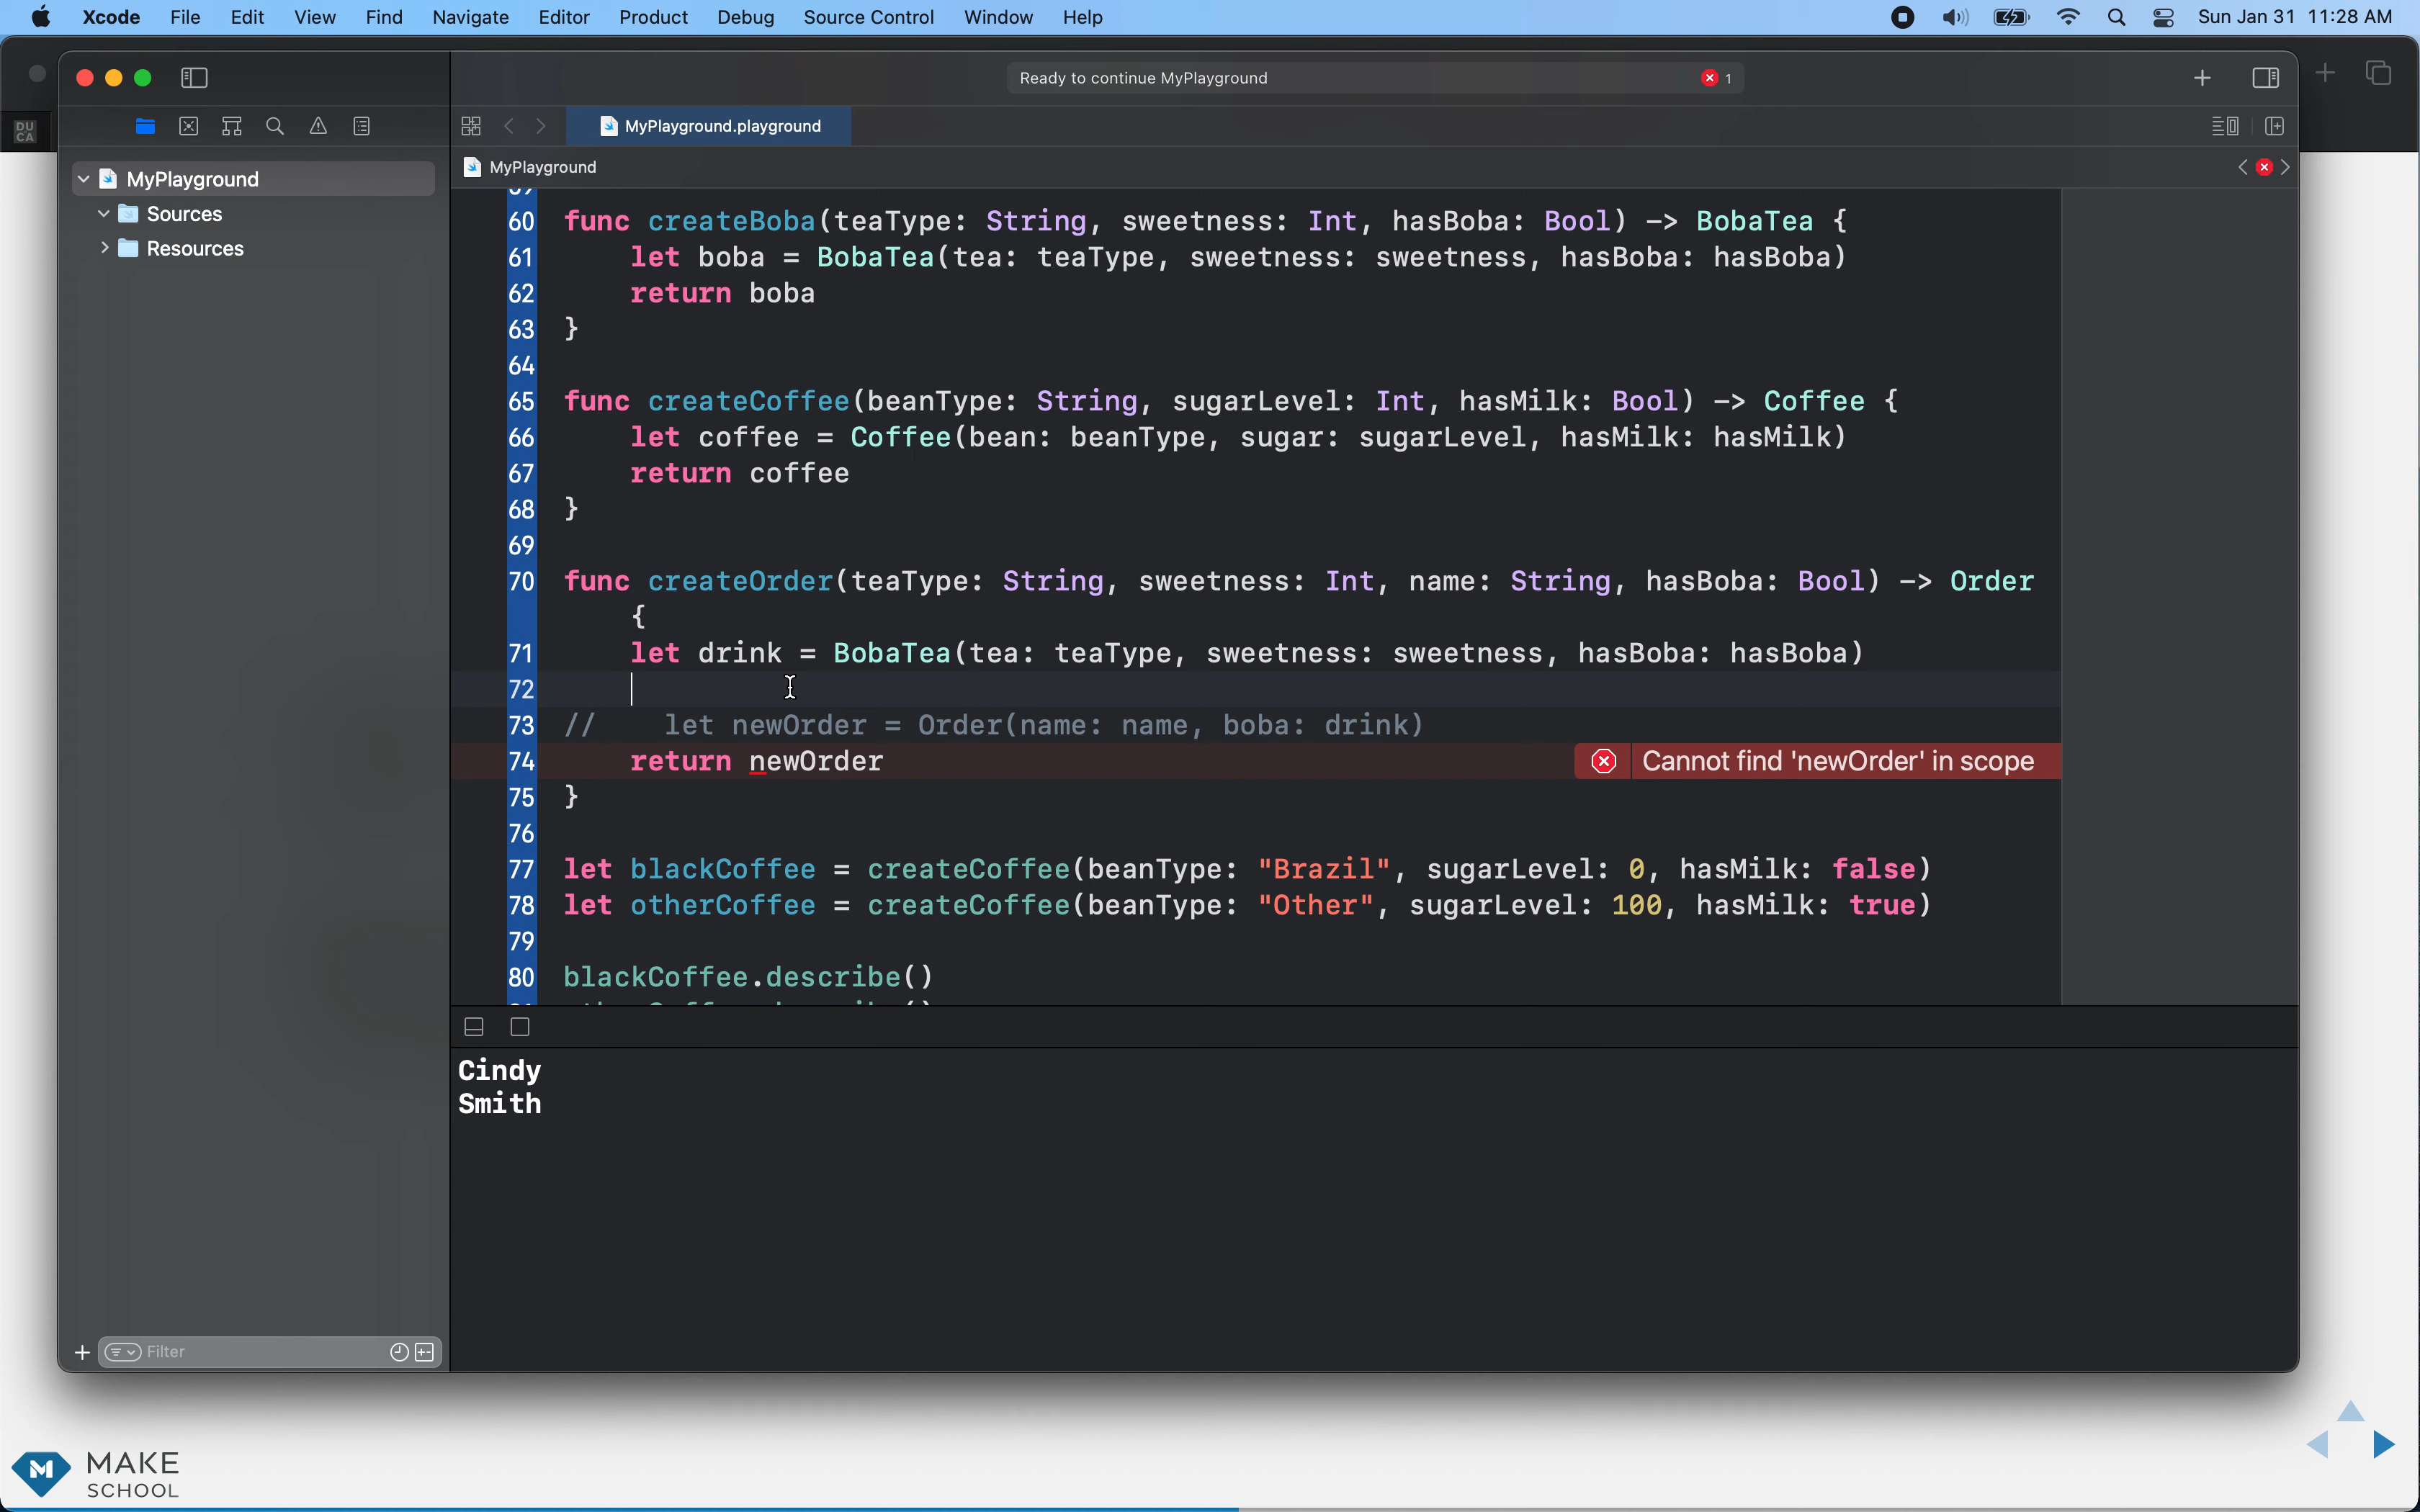 Xcode File Edit View Find Navigate Editor Product Debug Source Control Window Help Sun Jan 31 11:28 AM
Ready to continue MyPlayground 1
DU
CA
MyPlayground.playground
MyPlayground
MyPlayground
Sources
Resources
60 func createBoba(teaType: String, sweetness: Int, hasBoba: Bool) -> BobaTea {
61 let boba = BobaTea(tea: teaType, sweetness: sweetness, hasBoba: hasBoba)
62 return boba
63 }
64
65 func createCoffee(beanType: String, sugarLevel: Int, hasMilk: Bool) -> Coffee {
66 let coffee = Coffee(bean: beanType, sugar: sugarLevel, hasMilk: hasMilk)
67 return coffee
68 }
69
70 func createOrder(teaType: String, sweetness: Int, name: String, hasBoba: Bool) -> Order
{
71 let drink = BobaTea(tea: teaType, sweetness: sweetness, hasBoba: hasBoba)
72
73 // let newOrder = Order(name: name, boba: drink)
74 return newOrder Cannot find 'newOrder' in scope
75 }
76
77 let blackCoffee = createCoffee(beanType: "Brazil", sugarLevel: 0, hasMilk: false)
78 let otherCoffee = createCoffee(beanType: "Other", sugarLevel: 100, hasMilk: true)
79
80 blackCoffee.describe()
Cindy
Smith
Filter
MAKE
SCHOOL